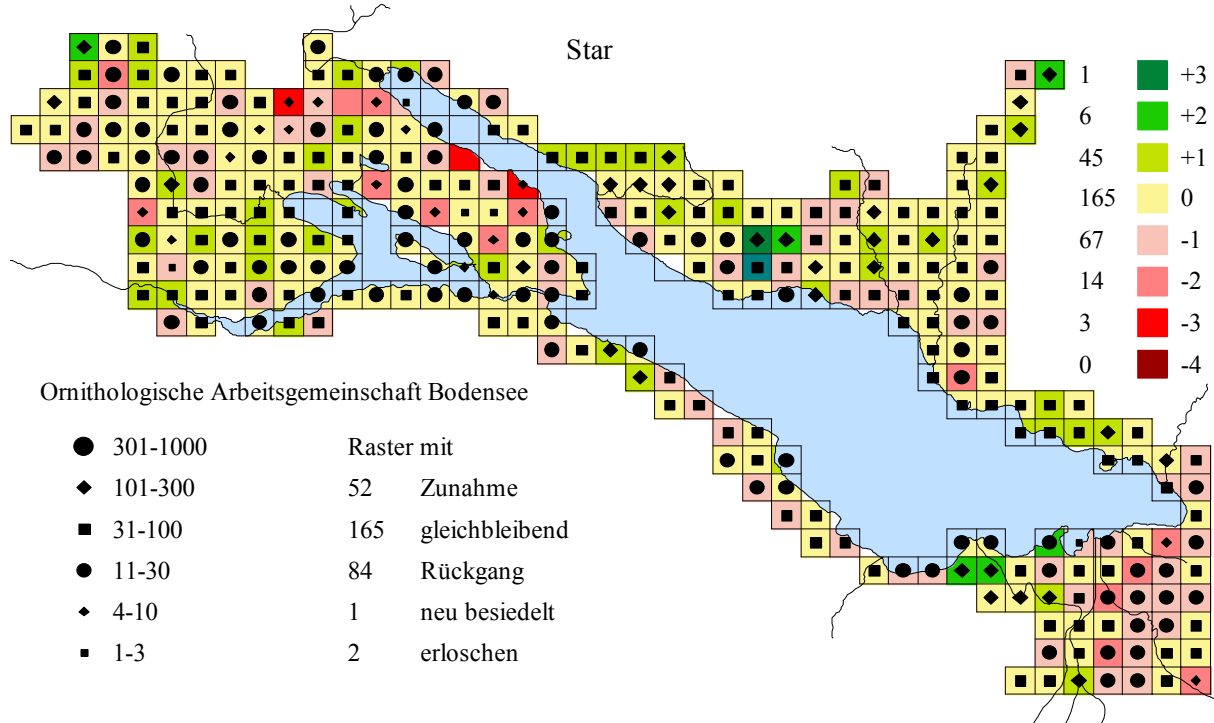 Star
1 +3
6 +2
45 +1
165 0
67 -1
14 -2
3 -3
0 -4
Ornithologische Arbeitsgemeinschaft Bodensee
301-1000 Raster mit
101-300 52 Zunahme
31-100 165 gleichbleibend
11-30 84 Rückgang
4-10 1 neu besiedelt
1-3 2 erloschen